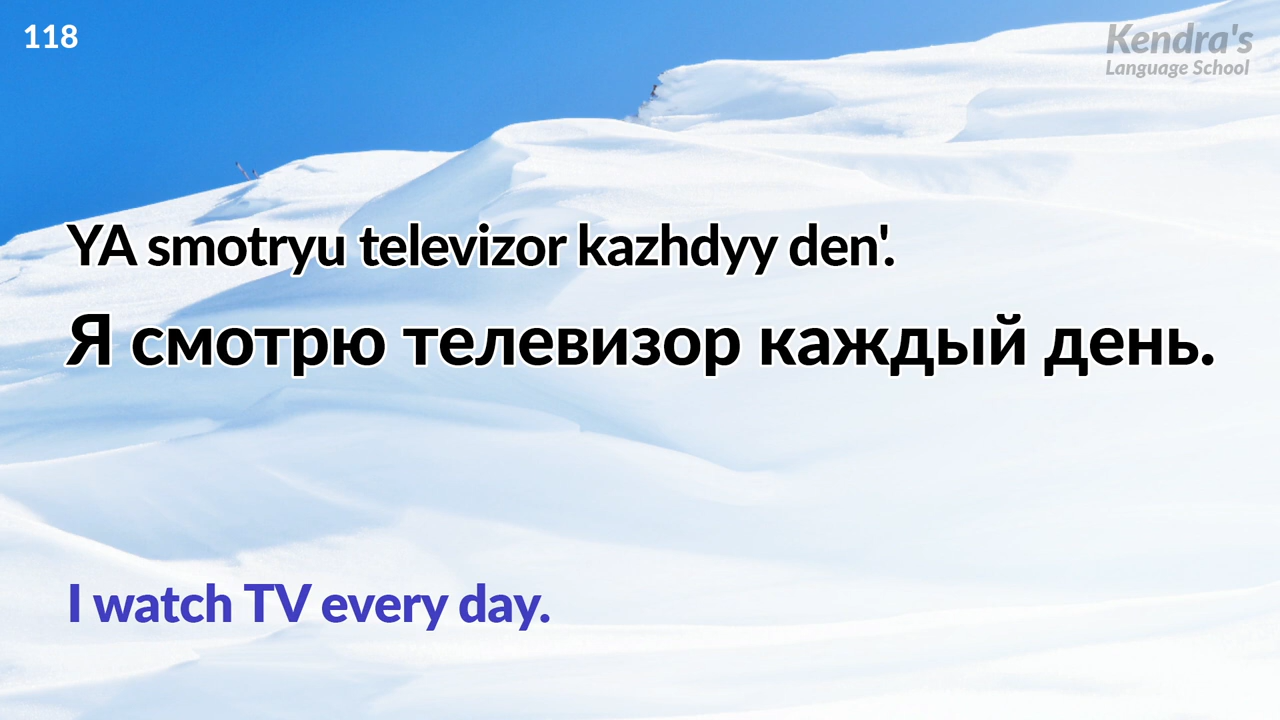 118
Kendra's
Language School
YA smotryu televizor kazhdyy den'.
Я смотрю телевизор каждый день.
I watch TV every day.